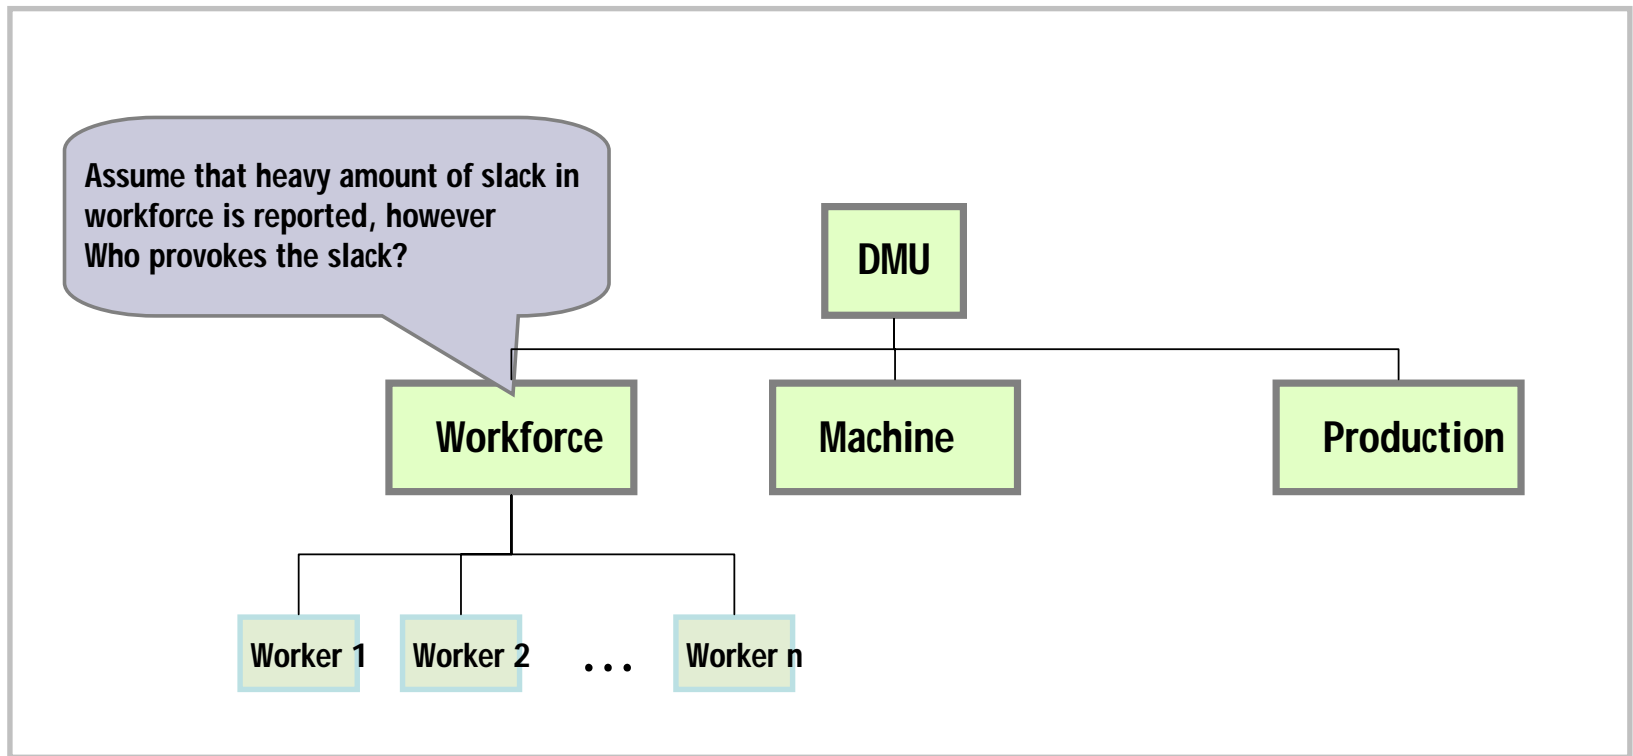 Assume that heavy amount of slack in
workforce is reported, however
Who provokes the slack?
DMU
Workforce
Machine
Production
Worker 1
Worker 2
...
Worker n